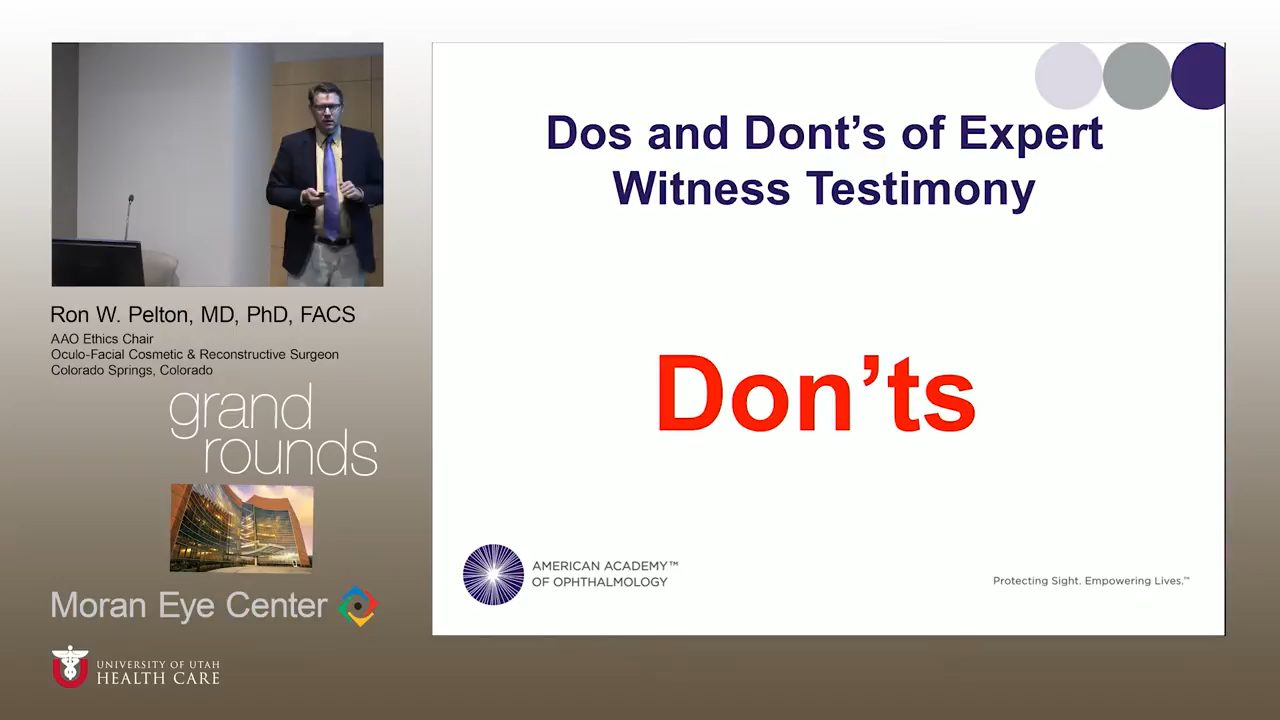 Ron W. Pelton, MD, PhD, FACS
AAO Ethics Chair
Oculo-Facial Cosmetic & Reconstructive Surgeon
Colorado Springs, Colorado
grand
rounds
Moran Eye Center
UNIVERSITY OF UTAH
HEALTH CARE
Dos and Dont’s of Expert
Witness Testimony
Don’ts
AMERICAN ACADEMY™
OF OPHTHALMOLOGY
Protecting Sight. Empowering Lives.™